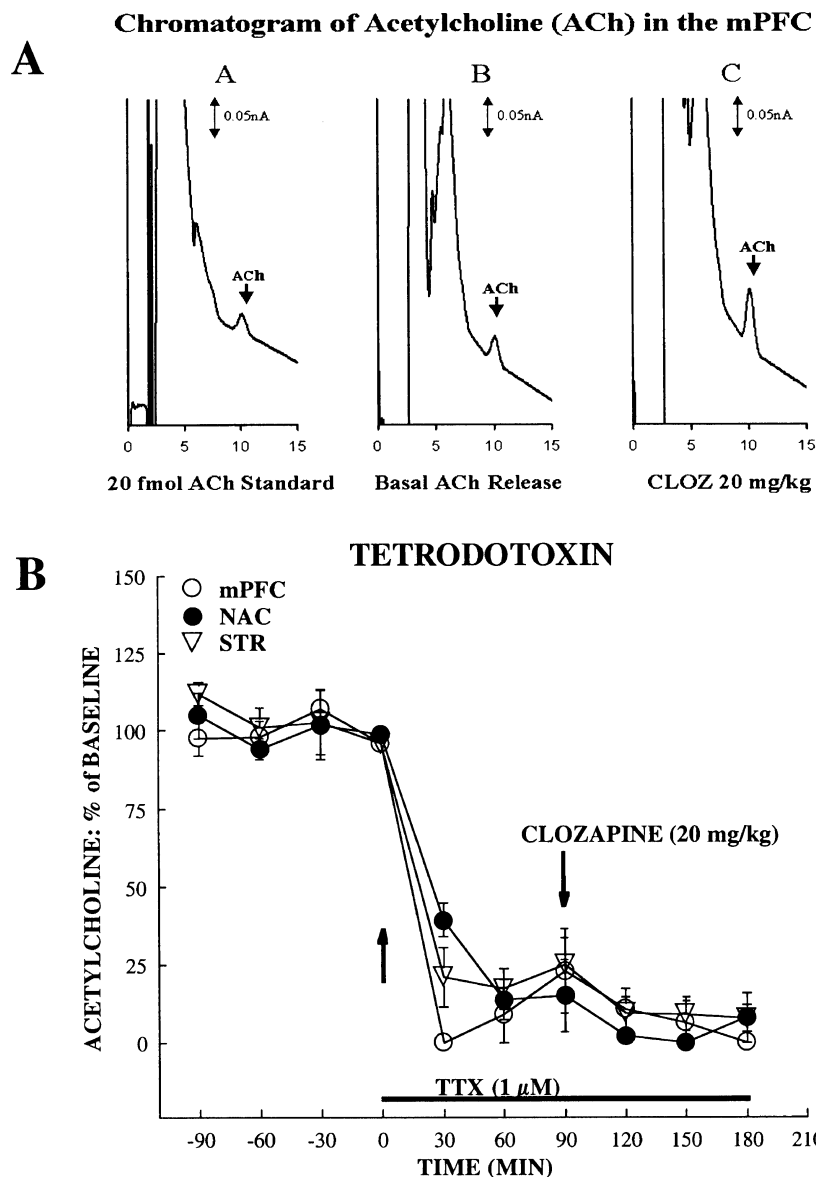 Chromatogram of Acetylcholine (ACh) in the mPFC
A
A
B
C
0.05nA
0.05nA
0.05nA
ACh
ACh
ACh
0 5 10 15
0 5 10 15
0 5 10 15
20 fmol ACh Standard
Basal ACh Release
CLOZ 20 mg/kg
B
TETRODOTOXIN
mPFC
NAC
STR
ACETYLCHOLINE: % of BASELINE
150
125
100
75
50
25
0
CLOZAPINE (20 mg/kg)
TTX (1 μM)
-90 -60 -30 0 30 60 90 120 150 180 210
TIME (MIN)